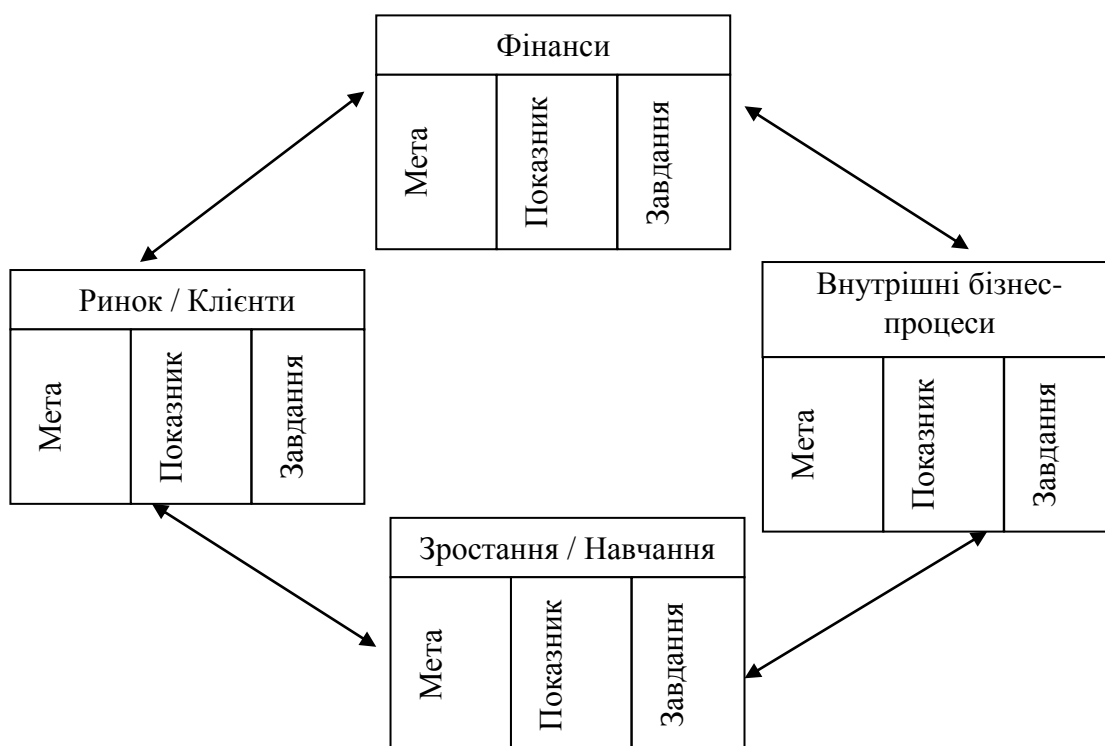 Фінанси
Мета
Показник
Завдання
Ринок / Клієнти
Мета
Показник
Завдання
Внутрішні бізнес-
процеси
Мета
Показник
Завдання
Зростання / Навчання
Мета
Показник
Завдання